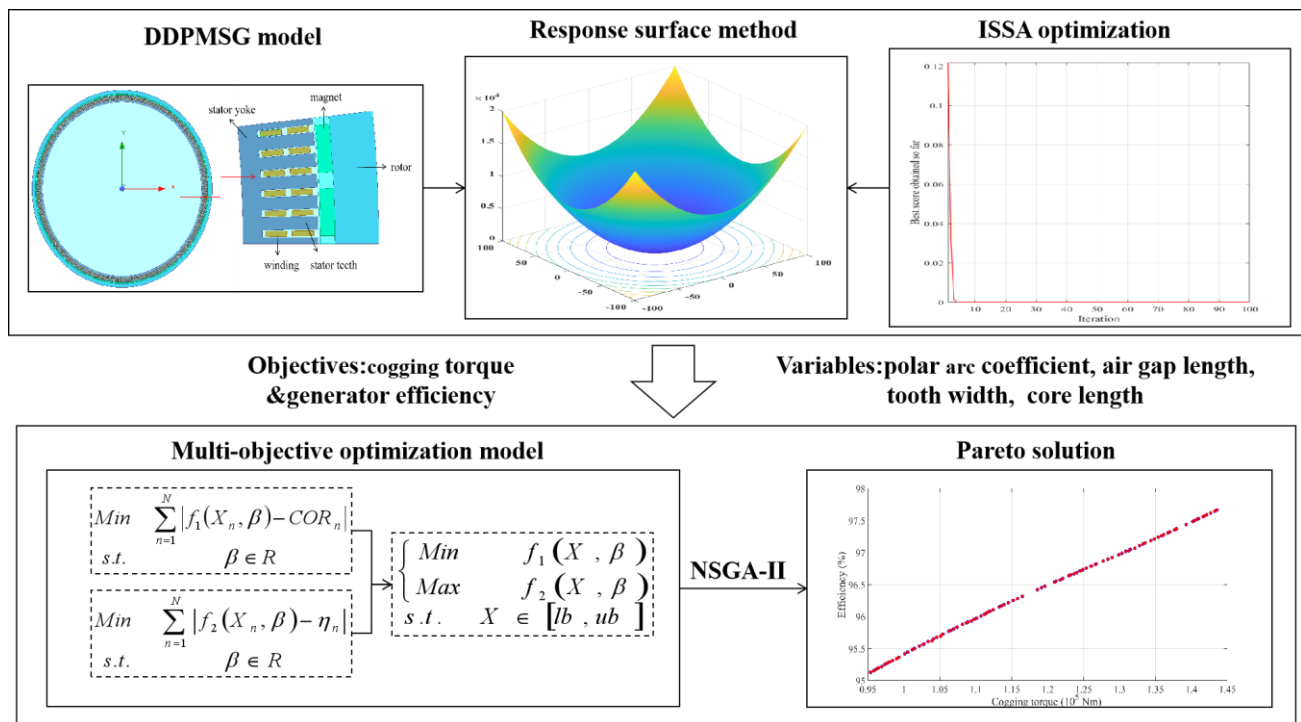 DDPMSG model
Response surface method
ISSA optimization
stator yoke
magnet
rotor
winding
stator teeth
Y
X
×10⁴
2
1.5
1
0.5
0
100
50
0
-50
-100
-100
-50
0
50
100
Best score obtained so far
0.12
0.1
0.08
0.06
0.04
0.02
0
10 20 30 40 50 60 70 80 90 100
Iteration
Objectives:cogging torque
&generator efficiency
Variables:polar arc coefficient, air gap length,
tooth width, core length
Multi-objective optimization model
Min ∑_{n=1}^{N} |f₁(Xₙ, β) − CORₙ|
s.t. β ∈ R
Min ∑_{n=1}^{N} |f₂(Xₙ, β) − ηₙ|
s.t. β ∈ R
{ Min f₁(X , β)
Max f₂(X , β)
s.t. X ∈ [lb , ub]
NSGA-II
Pareto solution
Efficiency (%)
98
97.5
97
96.5
96
95.5
95
0.95 1 1.05 1.1 1.15 1.2 1.25 1.3 1.35 1.4 1.45
Cogging torque (10⁵ Nm)